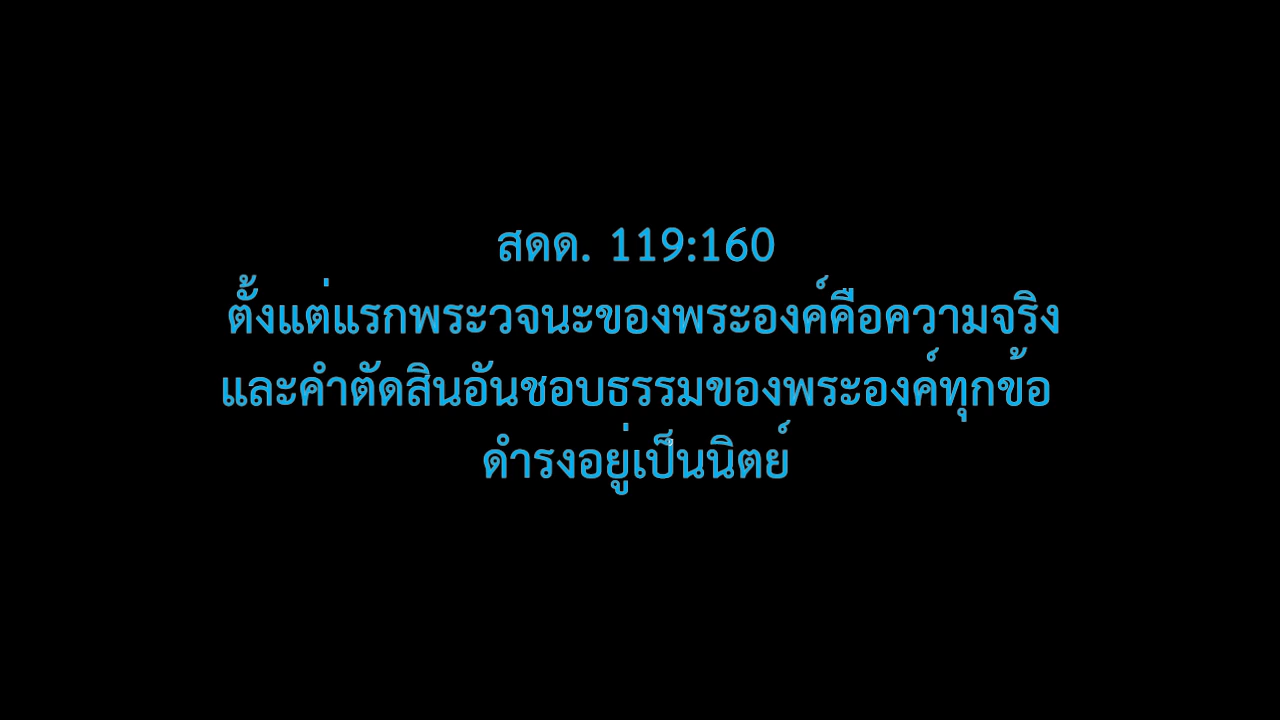 สดด. 119:160
ตั้งแต่แรกพระวจนะของพระองค์คือความจริง
และคำตัดสินอันชอบธรรมของพระองค์ทุกข้อ
ดำรงอยู่เป็นนิตย์